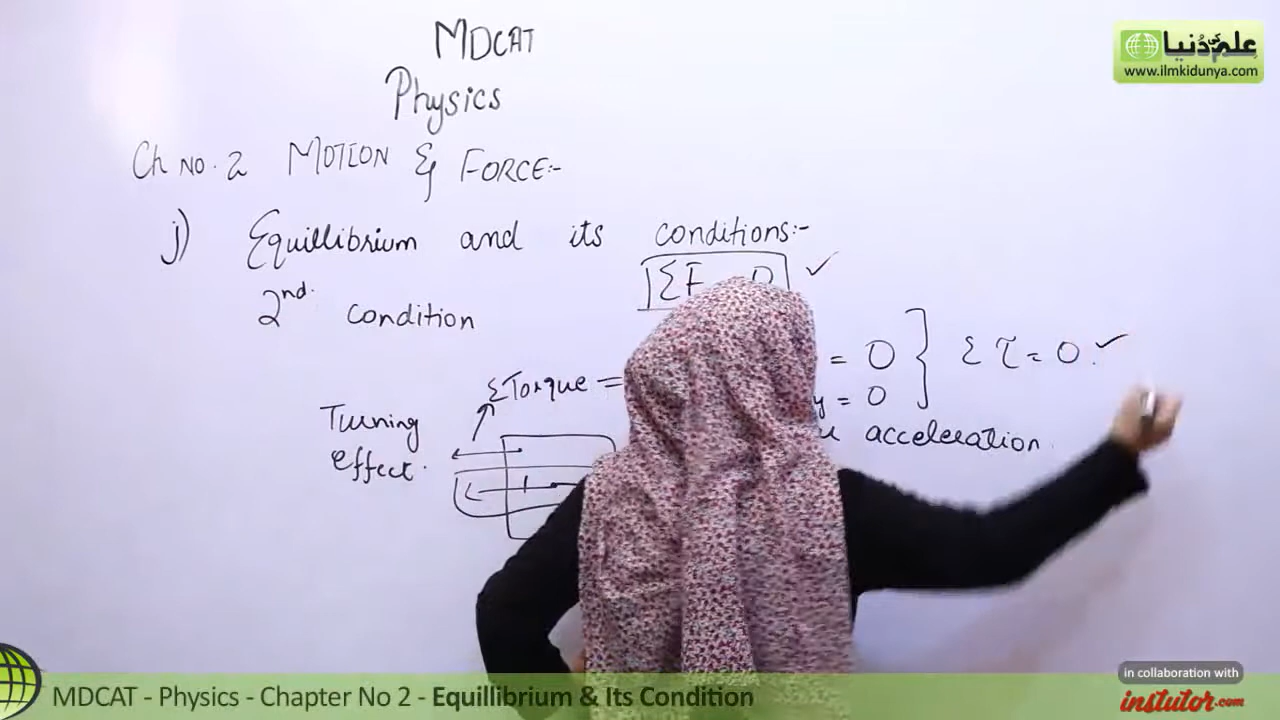 MDCAT
Physics
Ch NO. 2 MOTION & FORCE:-
j) Equillibrium and its conditions:-
ΣF
2nd. condition
= 0 } Σ τ = 0.
ΣTorque =
y = 0
Turning
effect.
acceleration
علم کی دنیا
www.ilmkidunya.com
in collaboration with
instutor.com
MDCAT - Physics - Chapter No 2 - Equillibrium & Its Condition